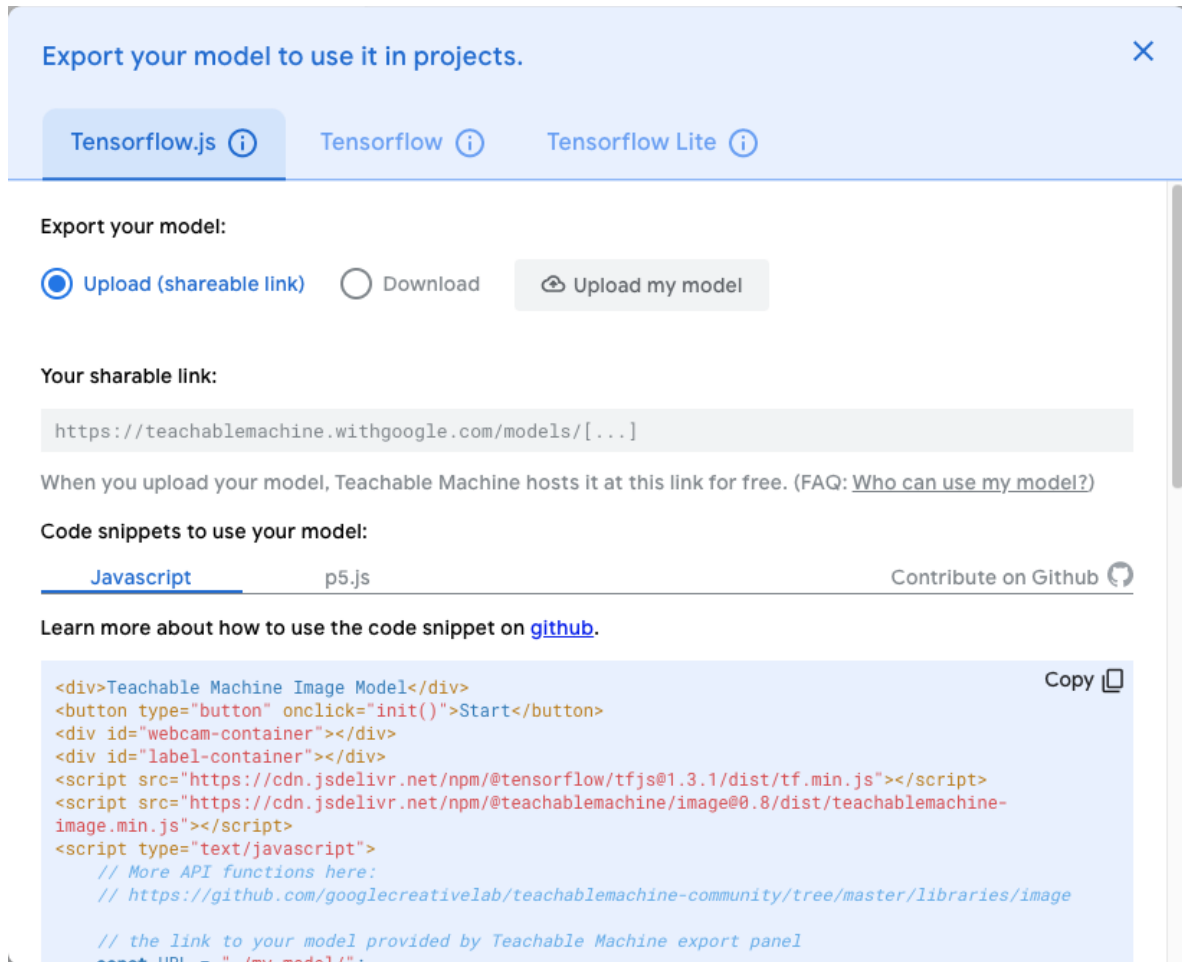 Export your model to use it in projects.
Tensorflow.js Tensorflow Tensorflow Lite
Export your model:
Upload (shareable link) Download Upload my model
Your sharable link:
https://teachablemachine.withgoogle.com/models/[...]
When you upload your model, Teachable Machine hosts it at this link for free. (FAQ: Who can use my model?)
Code snippets to use your model:
Javascript p5.js Contribute on Github
Learn more about how to use the code snippet on github.
Copy
<div>Teachable Machine Image Model</div>
<button type="button" onclick="init()">Start</button>
<div id="webcam-container"></div>
<div id="label-container"></div>
<script src="https://cdn.jsdelivr.net/npm/@tensorflow/tfjs@1.3.1/dist/tf.min.js"></script>
<script src="https://cdn.jsdelivr.net/npm/@teachablemachine/image@0.8/dist/teachablemachine-
image.min.js"></script>
<script type="text/javascript">
// More API functions here:
// https://github.com/googlecreativelab/teachablemachine-community/tree/master/libraries/image
// the link to your model provided by Teachable Machine export panel
const URL = "./my_model/";